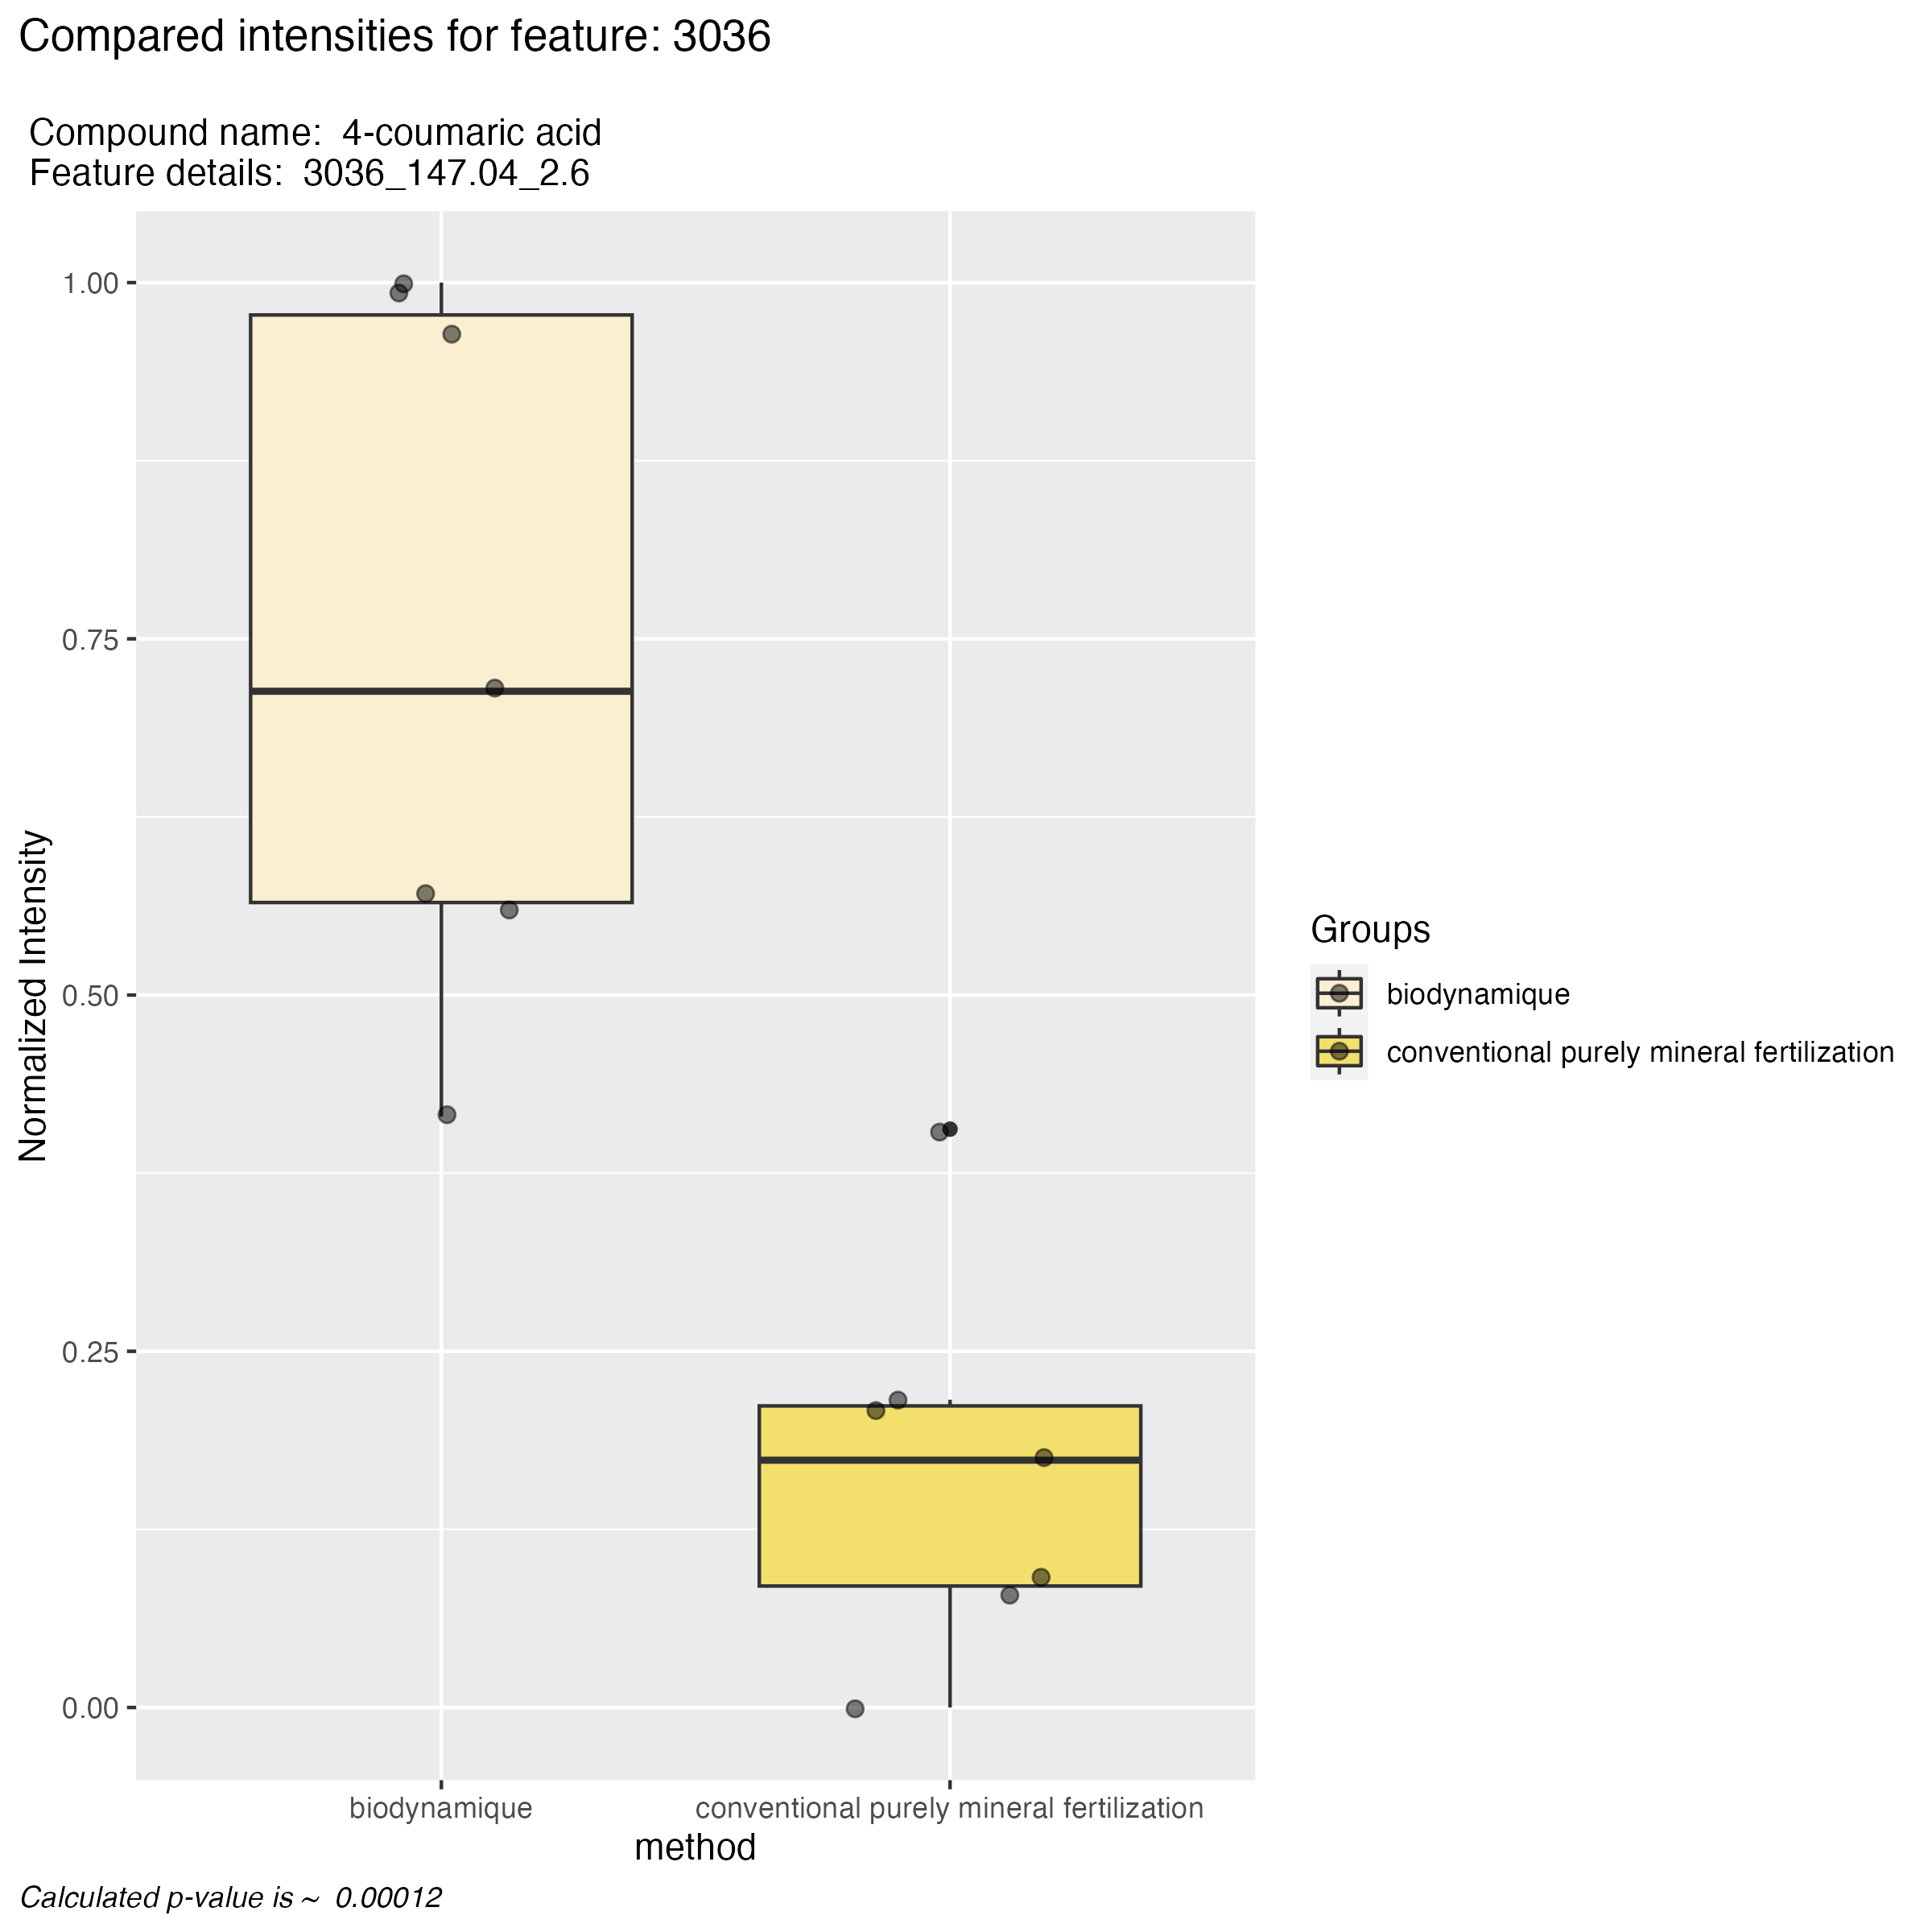 Compared intensities for feature: 3036
Compound name:  4-coumaric acid
Feature details:  3036_147.04_2.6
Normalized Intensity
1.00
0.75
0.50
0.25
0.00
biodynamique
conventional purely mineral fertilization
method
Groups
biodynamique
conventional purely mineral fertilization
Calculated p-value is ~  0.00012